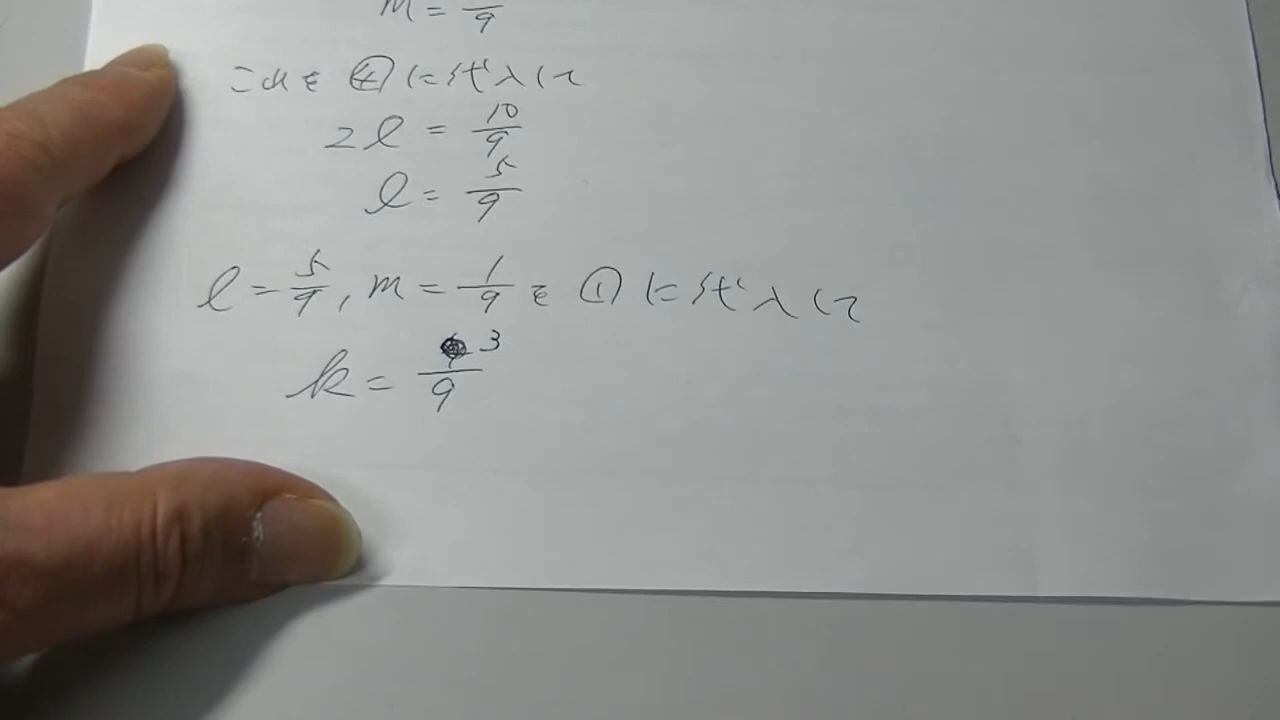 m = /9
これを④に代入して
2l = 10/9
l = 5/9
l = 5/9, m = 1/9 を ① に代入して
k = 3/9